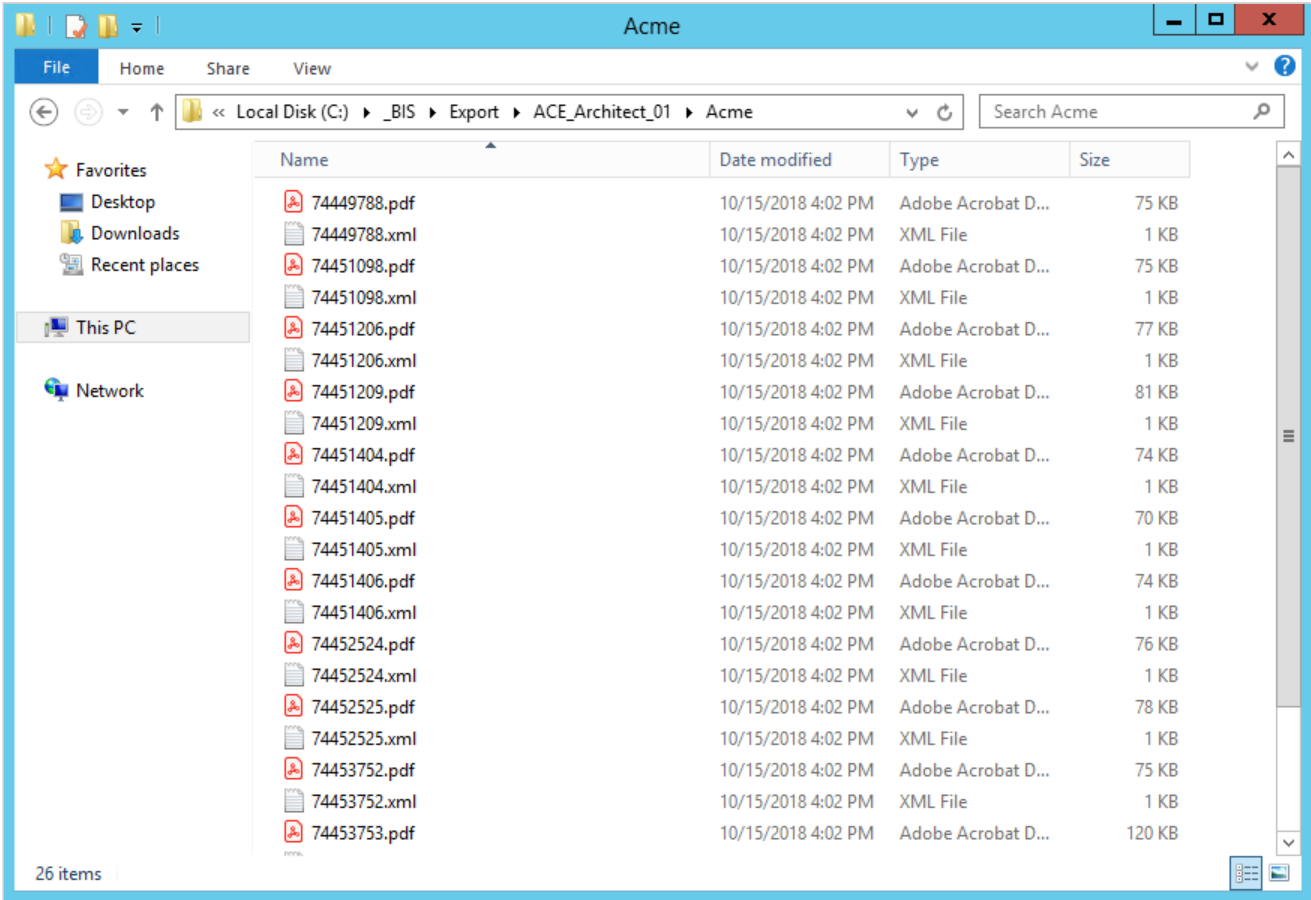 Acme
File Home Share View
« Local Disk (C:) _BIS Export ACE_Architect_01 Acme Search Acme
Favorites
Desktop
Downloads
Recent places
This PC
Network
Name Date modified Type Size
74449788.pdf 10/15/2018 4:02 PM Adobe Acrobat D... 75 KB
74449788.xml 10/15/2018 4:02 PM XML File 1 KB
74451098.pdf 10/15/2018 4:02 PM Adobe Acrobat D... 75 KB
74451098.xml 10/15/2018 4:02 PM XML File 1 KB
74451206.pdf 10/15/2018 4:02 PM Adobe Acrobat D... 77 KB
74451206.xml 10/15/2018 4:02 PM XML File 1 KB
74451209.pdf 10/15/2018 4:02 PM Adobe Acrobat D... 81 KB
74451209.xml 10/15/2018 4:02 PM XML File 1 KB
74451404.pdf 10/15/2018 4:02 PM Adobe Acrobat D... 74 KB
74451404.xml 10/15/2018 4:02 PM XML File 1 KB
74451405.pdf 10/15/2018 4:02 PM Adobe Acrobat D... 70 KB
74451405.xml 10/15/2018 4:02 PM XML File 1 KB
74451406.pdf 10/15/2018 4:02 PM Adobe Acrobat D... 74 KB
74451406.xml 10/15/2018 4:02 PM XML File 1 KB
74452524.pdf 10/15/2018 4:02 PM Adobe Acrobat D... 76 KB
74452524.xml 10/15/2018 4:02 PM XML File 1 KB
74452525.pdf 10/15/2018 4:02 PM Adobe Acrobat D... 78 KB
74452525.xml 10/15/2018 4:02 PM XML File 1 KB
74453752.pdf 10/15/2018 4:02 PM Adobe Acrobat D... 75 KB
74453752.xml 10/15/2018 4:02 PM XML File 1 KB
74453753.pdf 10/15/2018 4:02 PM Adobe Acrobat D... 120 KB
26 items